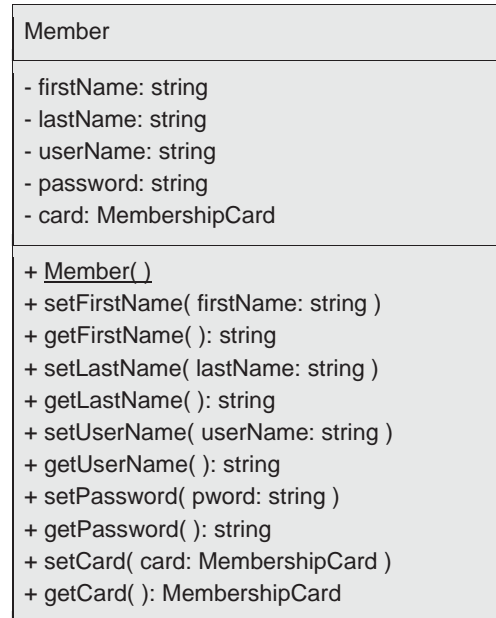 Member
- firstName: string
- lastName: string
- userName: string
- password: string
- card: MembershipCard
+ Member( )
+ setFirstName( firstName: string )
+ getFirstName( ): string
+ setLastName( lastName: string )
+ getLastName( ): string
+ setUserName( userName: string )
+ getUserName( ): string
+ setPassword( pword: string )
+ getPassword( ): string
+ setCard( card: MembershipCard )
+ getCard( ): MembershipCard